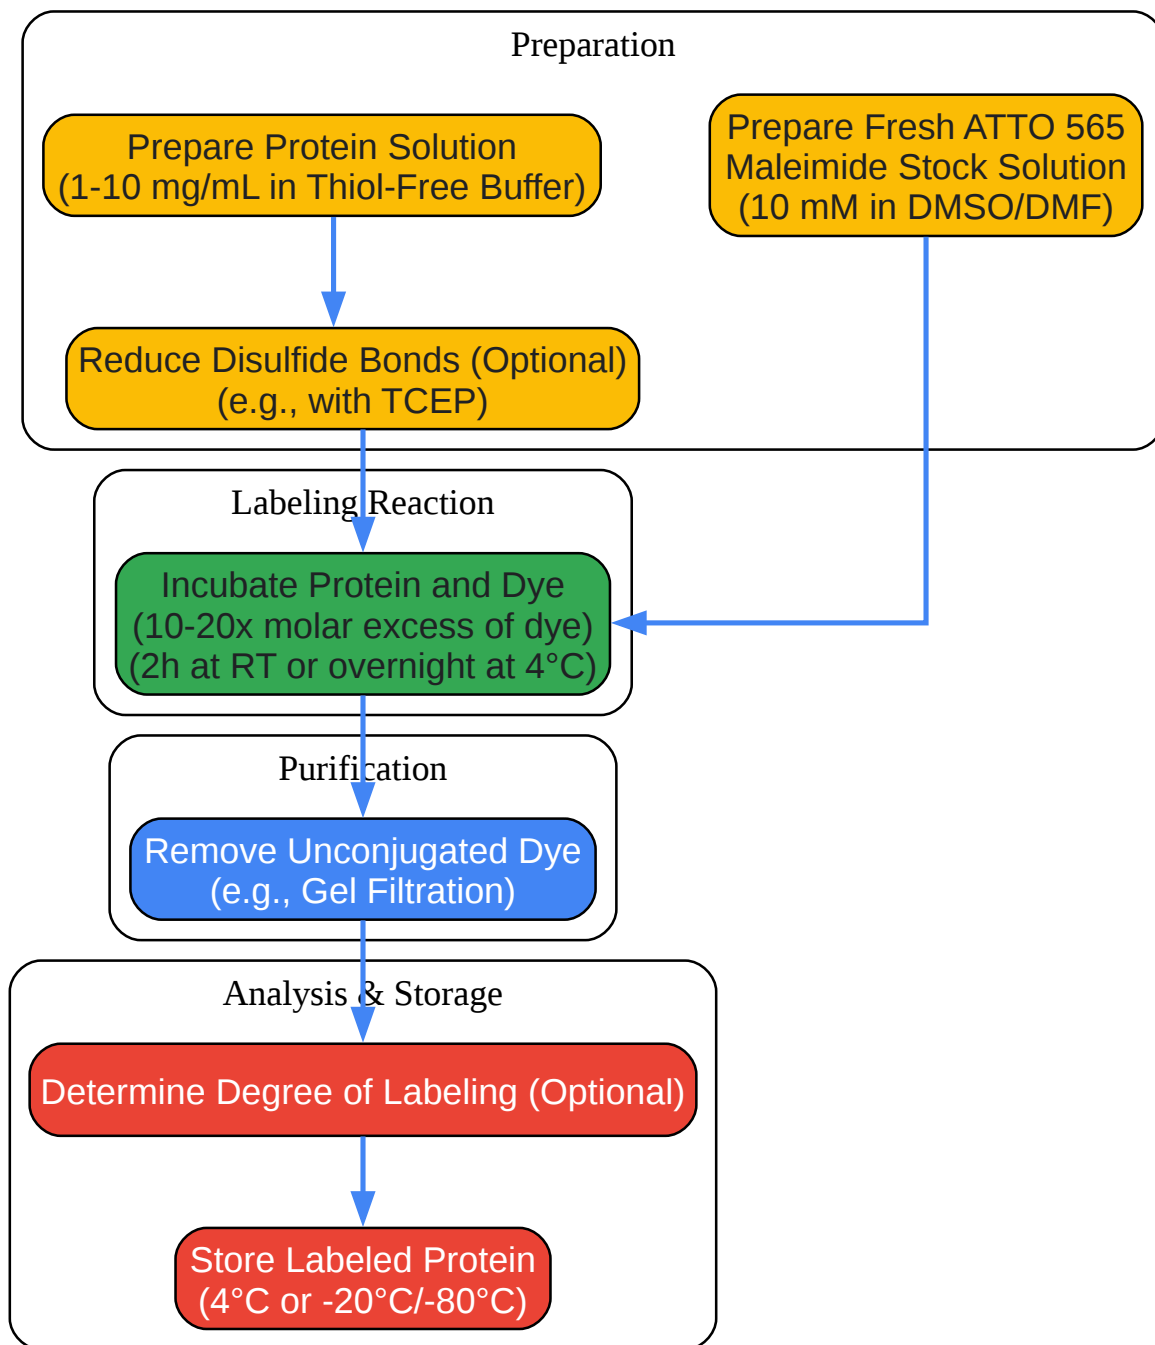 Preparation
Prepare Protein Solution
(1-10 mg/mL in Thiol-Free Buffer)
Prepare Fresh ATTO 565
Maleimide Stock Solution
(10 mM in DMSO/DMF)
Reduce Disulfide Bonds (Optional)
(e.g., with TCEP)
Labeling Reaction
Incubate Protein and Dye
(10-20x molar excess of dye)
(2h at RT or overnight at 4°C)
Purification
Remove Unconjugated Dye
(e.g., Gel Filtration)
Analysis & Storage
Determine Degree of Labeling (Optional)
Store Labeled Protein
(4°C or -20°C/-80°C)